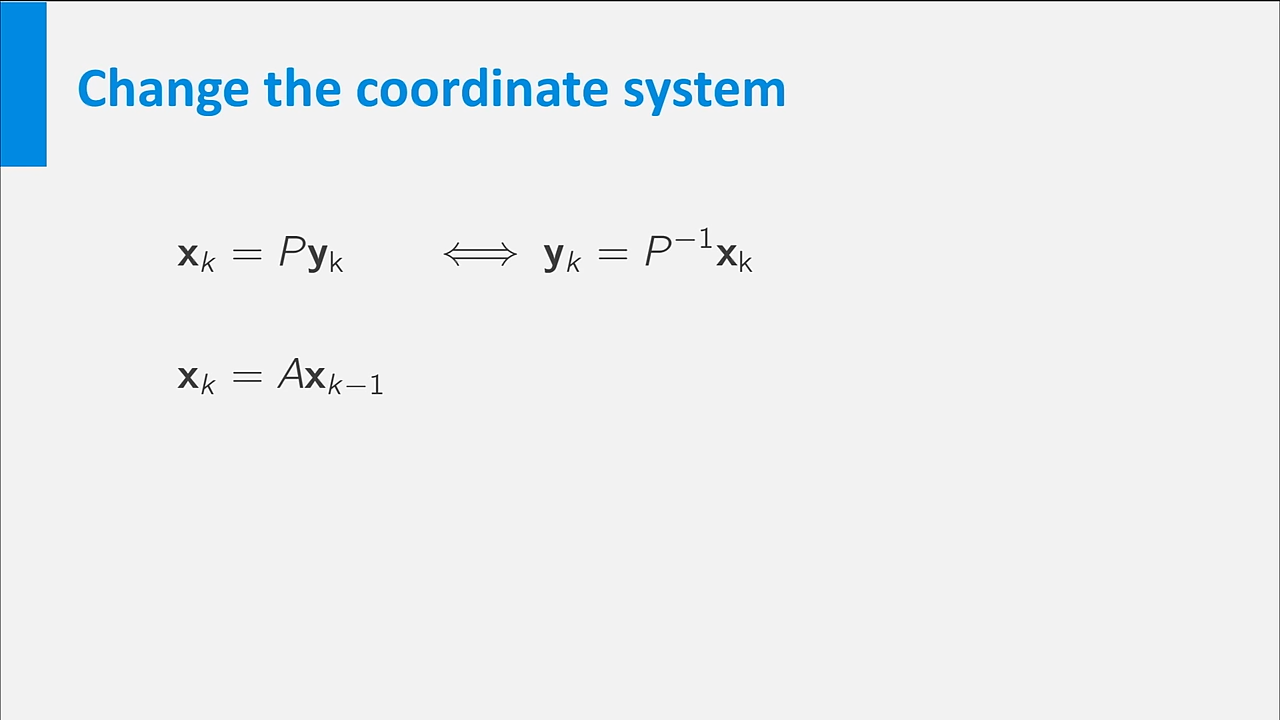 Change the coordinate system
𝐱ₖ = P𝐲ₖ ⟺ 𝐲ₖ = P⁻¹𝐱ₖ
𝐱ₖ = A𝐱ₖ₋₁